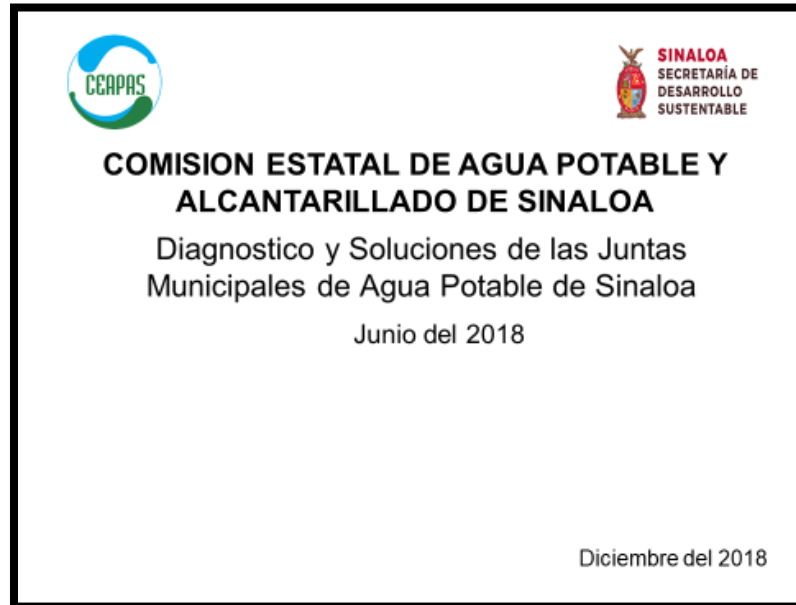 CEAPAS
SINALOA
SECRETARÍA DE
DESARROLLO
SUSTENTABLE
COMISION ESTATAL DE AGUA POTABLE Y
ALCANTARILLADO DE SINALOA
Diagnostico y Soluciones de las Juntas
Municipales de Agua Potable de Sinaloa
Junio del 2018
Diciembre del 2018